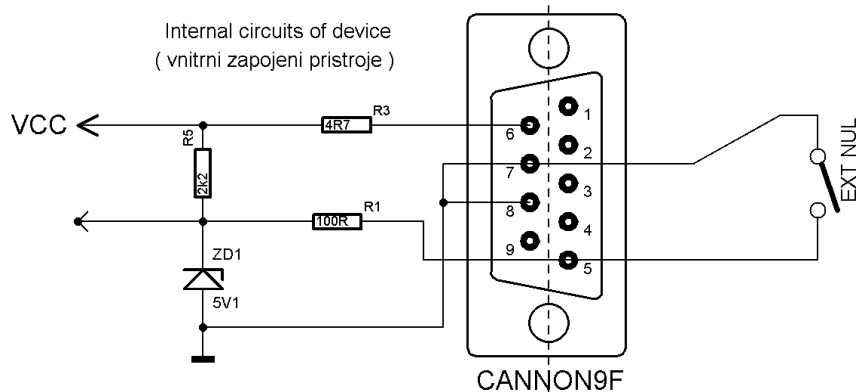 Internal circuits of device
( vnitrni zapojeni pristroje )
VCC
R3
4R7
R5
2k2
R1
100R
ZD1
5V1
1
6
2
7
3
8
4
9
5
EXT NUL
CANNON9F